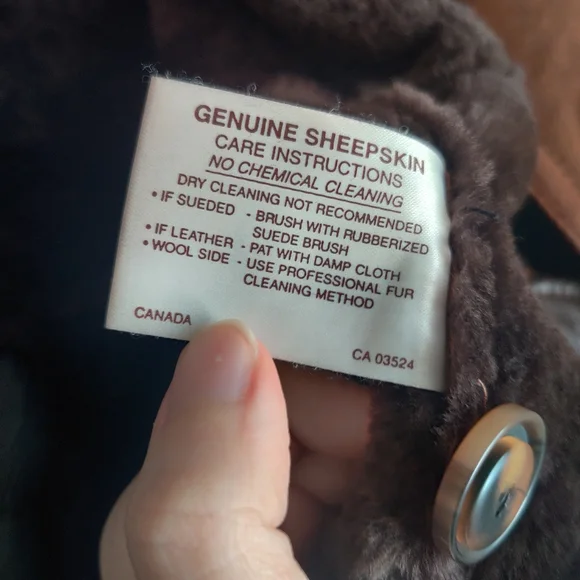 GENUINE SHEEPSKIN
CARE INSTRUCTIONS
NO CHEMICAL CLEANING
DRY CLEANING NOT RECOMMENDED
• IF SUEDED - BRUSH WITH RUBBERIZED
SUEDE BRUSH
• IF LEATHER - PAT WITH DAMP CLOTH
• WOOL SIDE - USE PROFESSIONAL FUR
CLEANING METHOD
CANADA
CA 03524